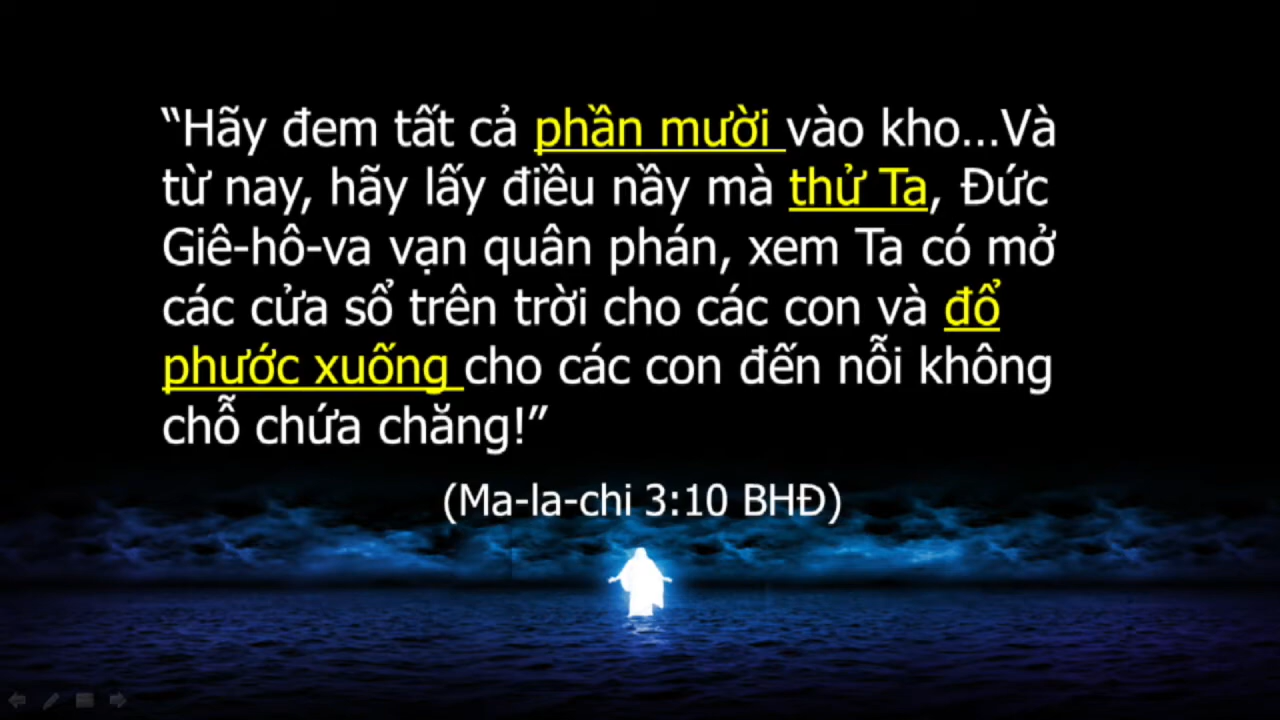 “Hãy đem tất cả phần mười vào kho...Và
từ nay, hãy lấy điều nầy mà thử Ta, Đức
Giê-hô-va vạn quân phán, xem Ta có mở
các cửa sổ trên trời cho các con và đổ
phước xuống cho các con đến nỗi không
chỗ chứa chăng!”
(Ma-la-chi 3:10 BHĐ)